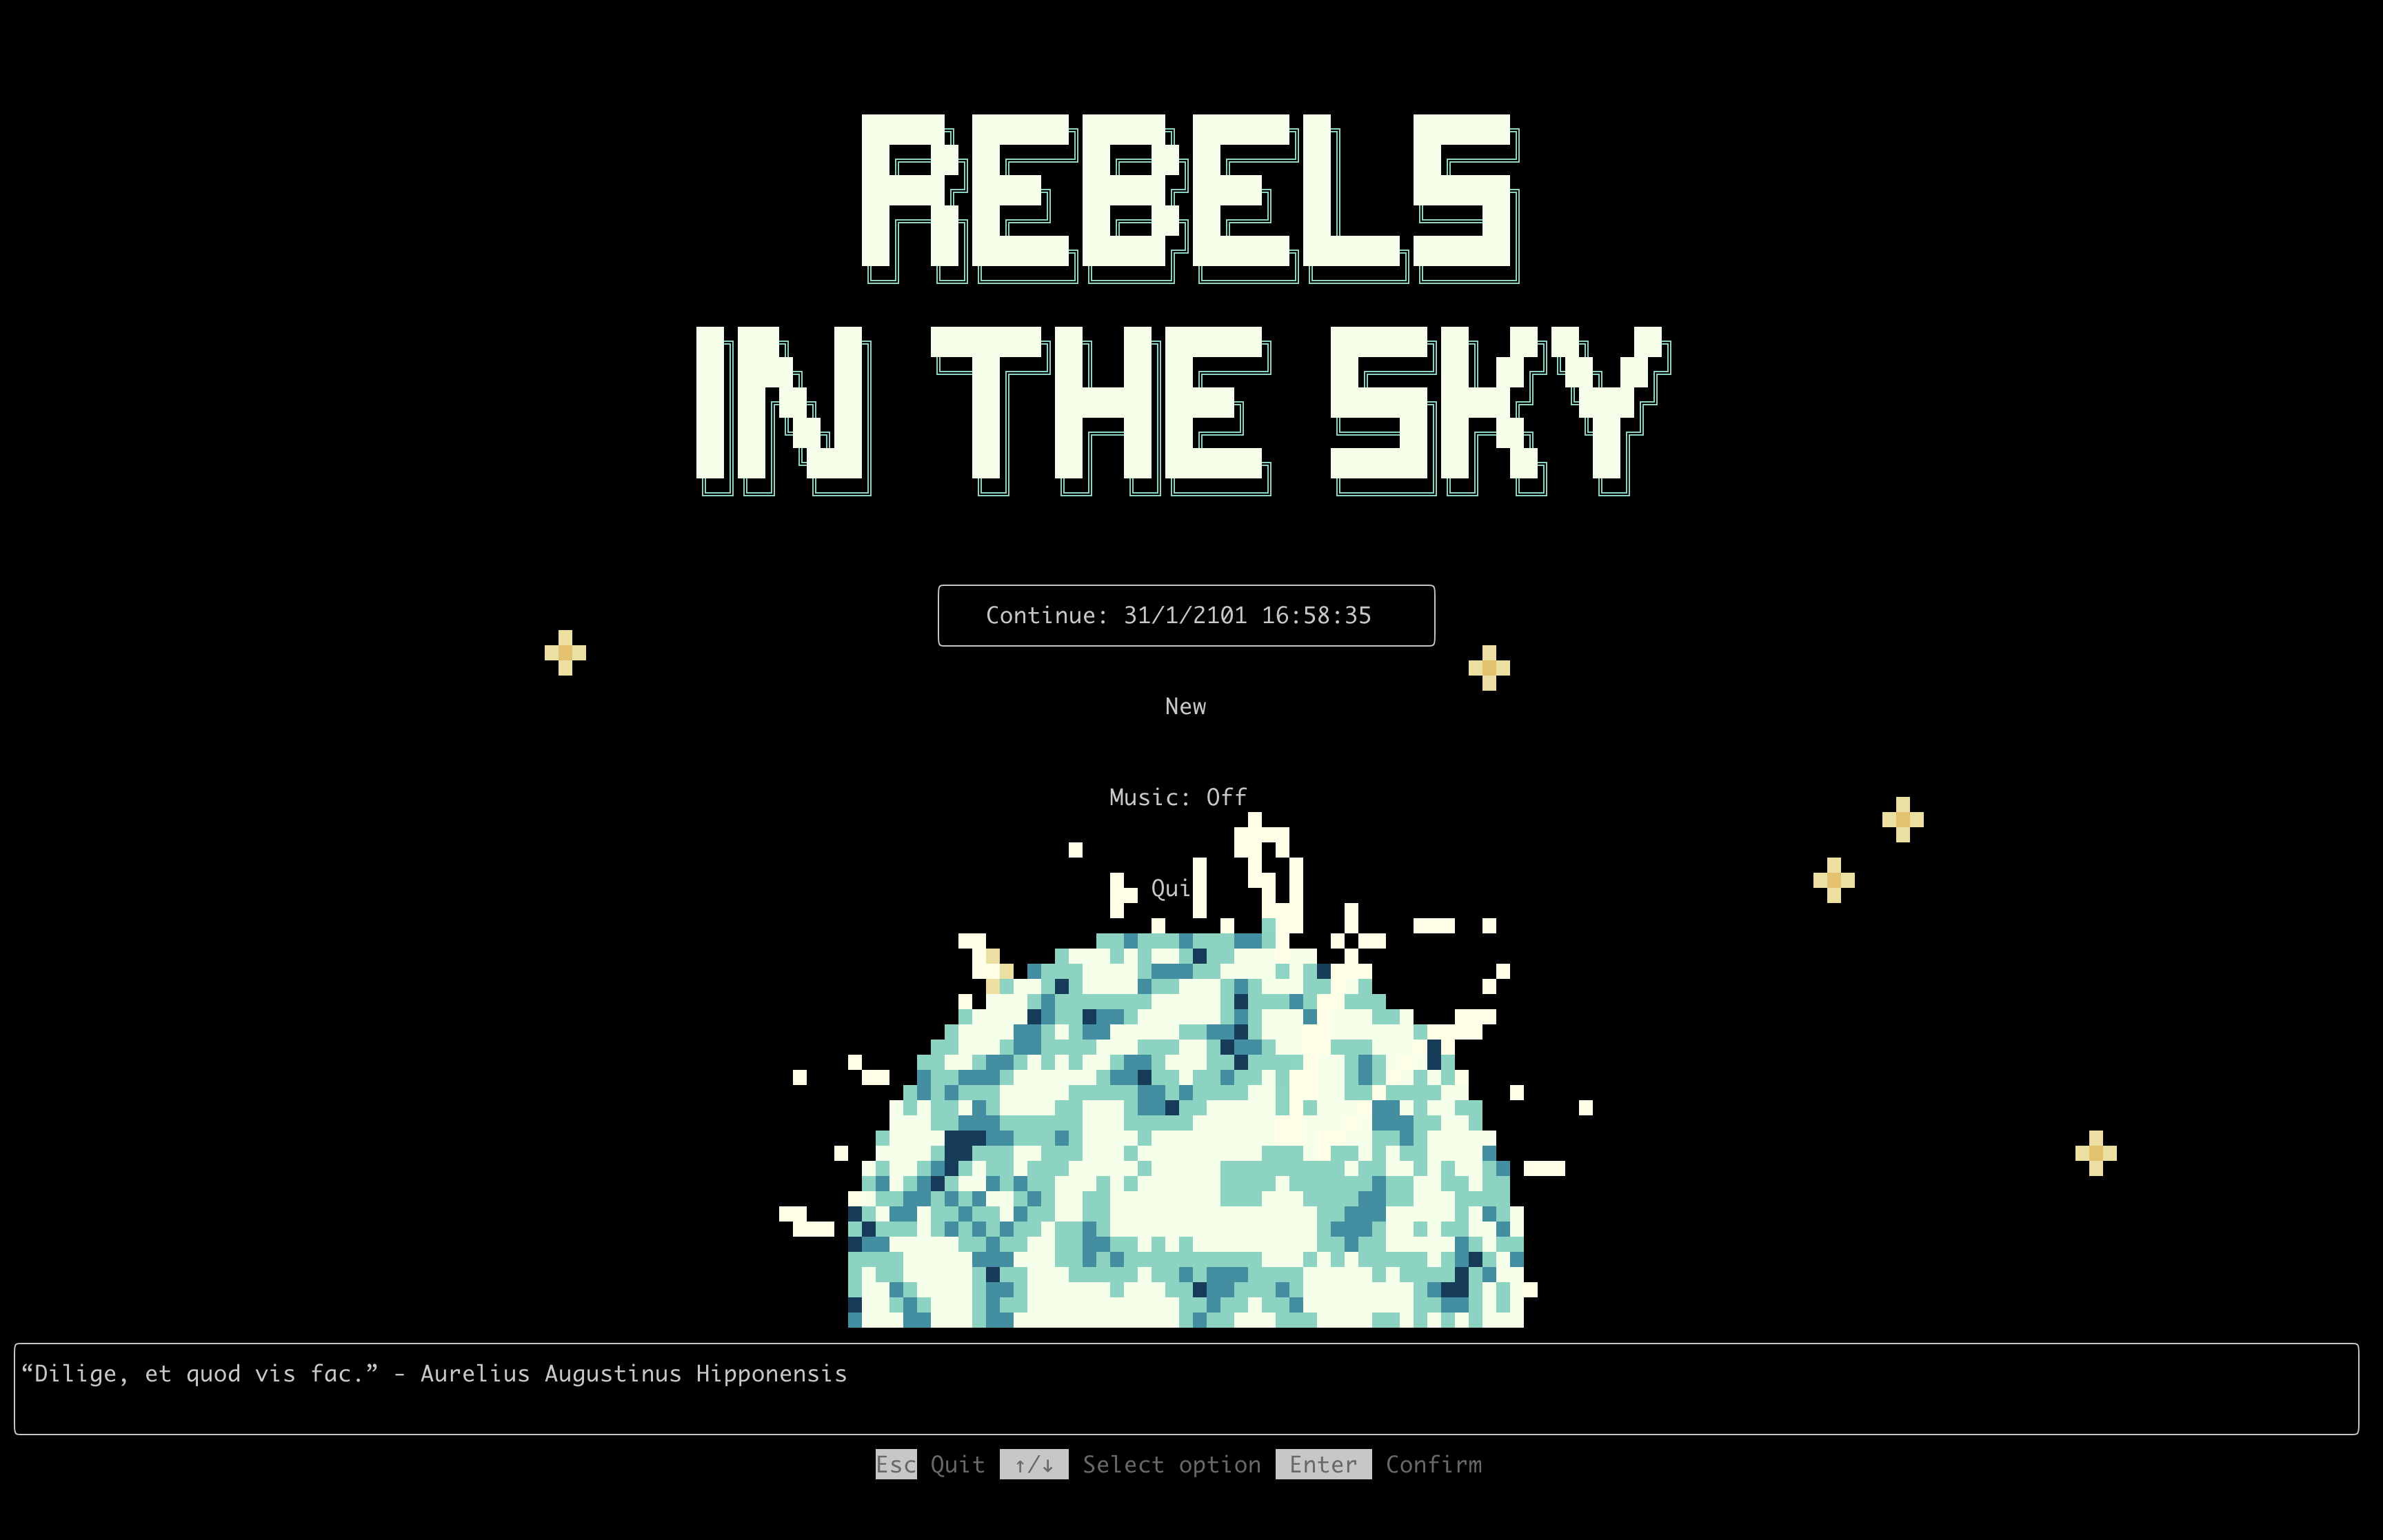 REBELS
IN THE SKY
Continue: 31/1/2101 16:58:35
New
Music: Off
Qui
“Dilige, et quod vis fac.” - Aurelius Augustinus Hipponensis
Esc Quit ↑/↓ Select option Enter Confirm